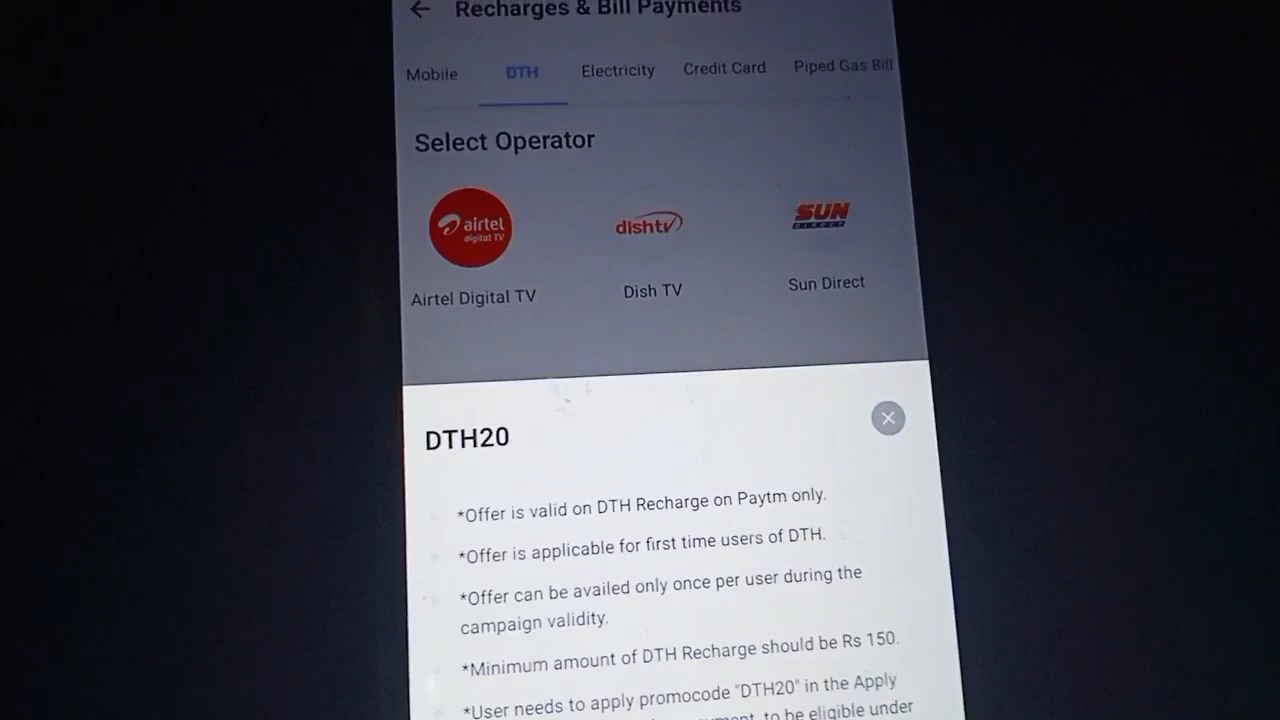 Recharges & Bill Payments
Mobile DTH Electricity Credit Card Piped Gas Bill
Select Operator
airtel
digital TV
dishtv
SUN
DIRECT
Airtel Digital TV Dish TV Sun Direct
DTH20
*Offer is valid on DTH Recharge on Paytm only.
*Offer is applicable for first time users of DTH.
*Offer can be availed only once per user during the
campaign validity.
*Minimum amount of DTH Recharge should be Rs 150.
*User needs to apply promocode "DTH20" in the Apply
to be eligible under